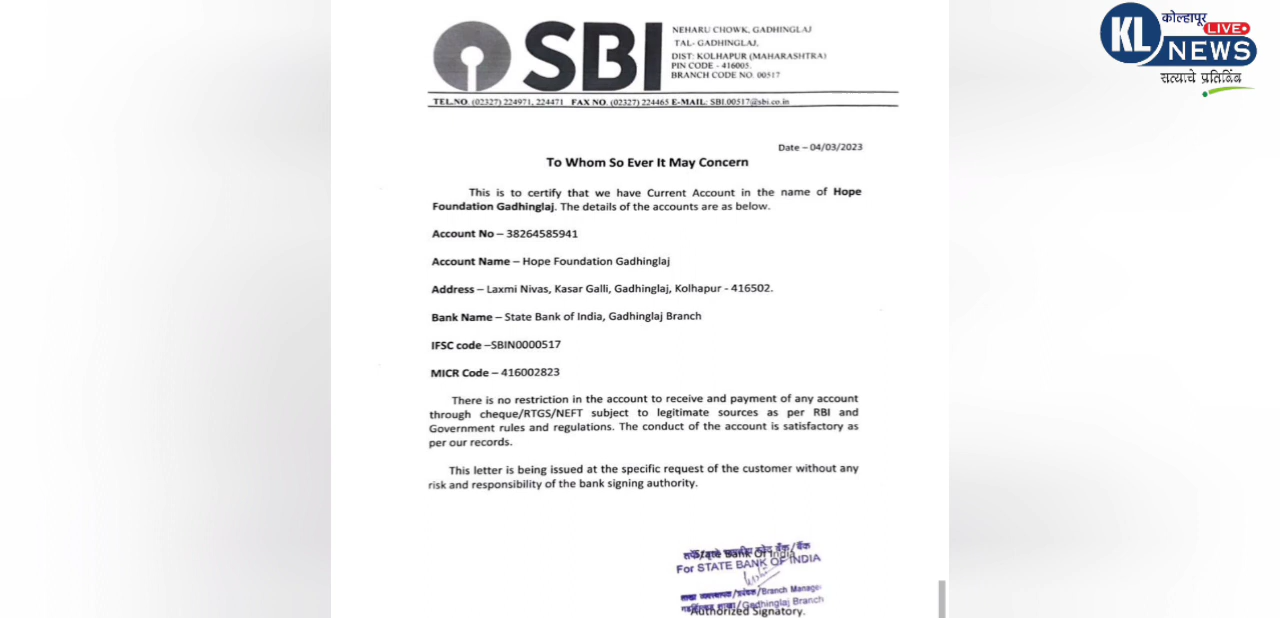 SBI
NEHARU CHOWK, GADHINGLAJ
TAL- GADHINGLAJ,
DIST: KOLHAPUR (MAHARASHTRA)
PIN CODE - 416005.
BRANCH CODE NO. 00517
TEL.NO. (02327) 224971, 224471 FAX NO. (02327) 224465 E-MAIL: SBI.00517@sbi.co.in
KL
कोल्हापूर
LIVE
NEWS
सत्याचे प्रतिबिंब
Date – 04/03/2023
To Whom So Ever It May Concern
This is to certify that we have Current Account in the name of Hope
Foundation Gadhinglaj. The details of the accounts are as below.
Account No – 38264585941
Account Name – Hope Foundation Gadhinglaj
Address – Laxmi Nivas, Kasar Galli, Gadhinglaj, Kolhapur - 416502.
Bank Name – State Bank of India, Gadhinglaj Branch
IFSC code –SBIN0000517
MICR Code – 416002823
There is no restriction in the account to receive and payment of any account
through cheque/RTGS/NEFT subject to legitimate sources as per RBI and
Government rules and regulations. The conduct of the account is satisfactory as
per our records.
This letter is being issued at the specific request of the customer without any
risk and responsibility of the bank signing authority.
State Bank Of India
For STATE BANK OF INDIA
शाखा व्यवस्थापक/प्रबंधक/Branch Manager
शाखा/Gadhinglaj Branch
Authorized Signatory.